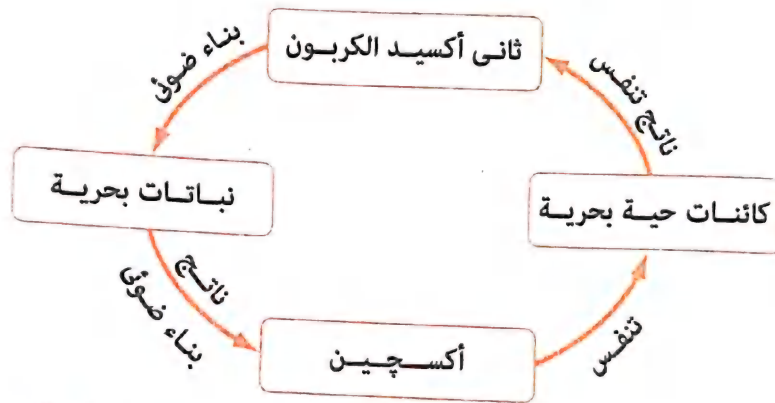 ثانى أكسيد الكربون
بناء ضوئى
ناتج تنفس
نباتات بحرية
كائنات حية بحرية
ناتج
بناء ضوئى
تنفس
أكسچين